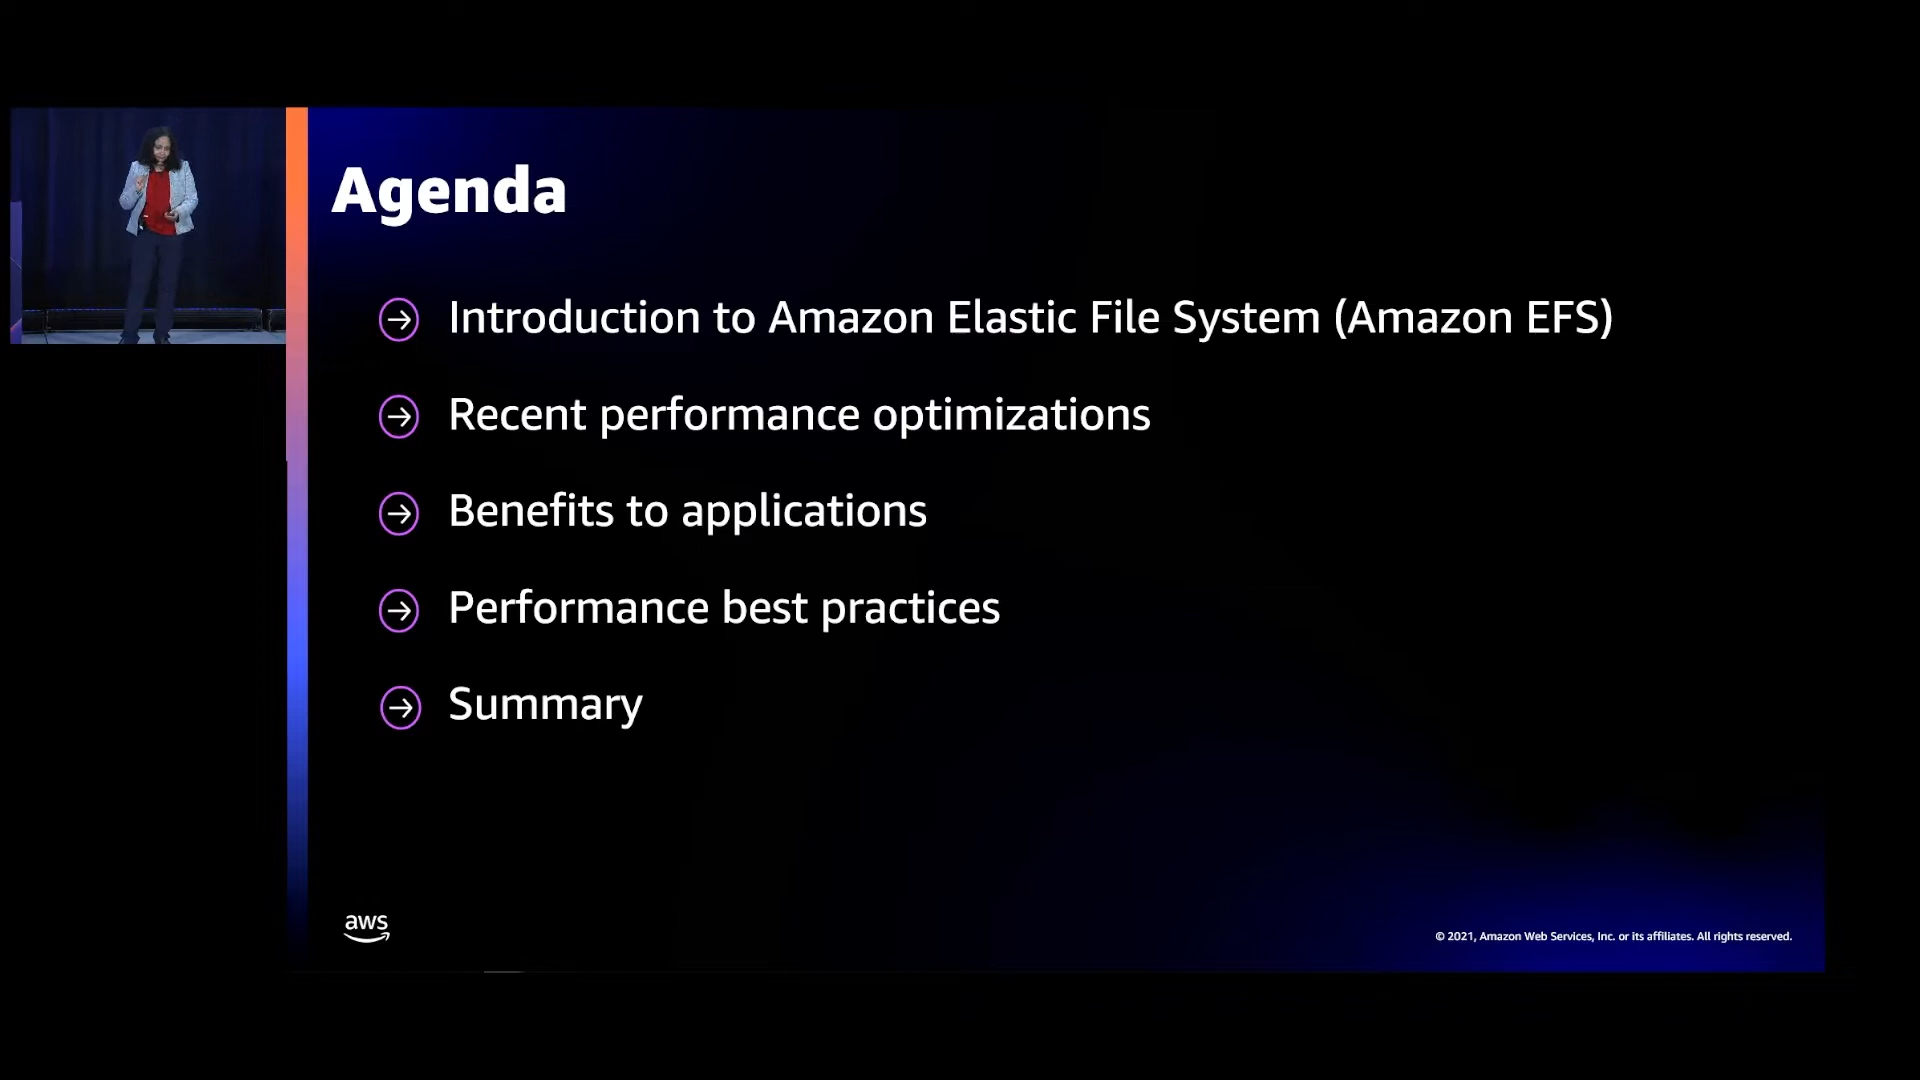 Agenda
Introduction to Amazon Elastic File System (Amazon EFS)
Recent performance optimizations
Benefits to applications
Performance best practices
Summary
aws
© 2021, Amazon Web Services, Inc. or its affiliates. All rights reserved.